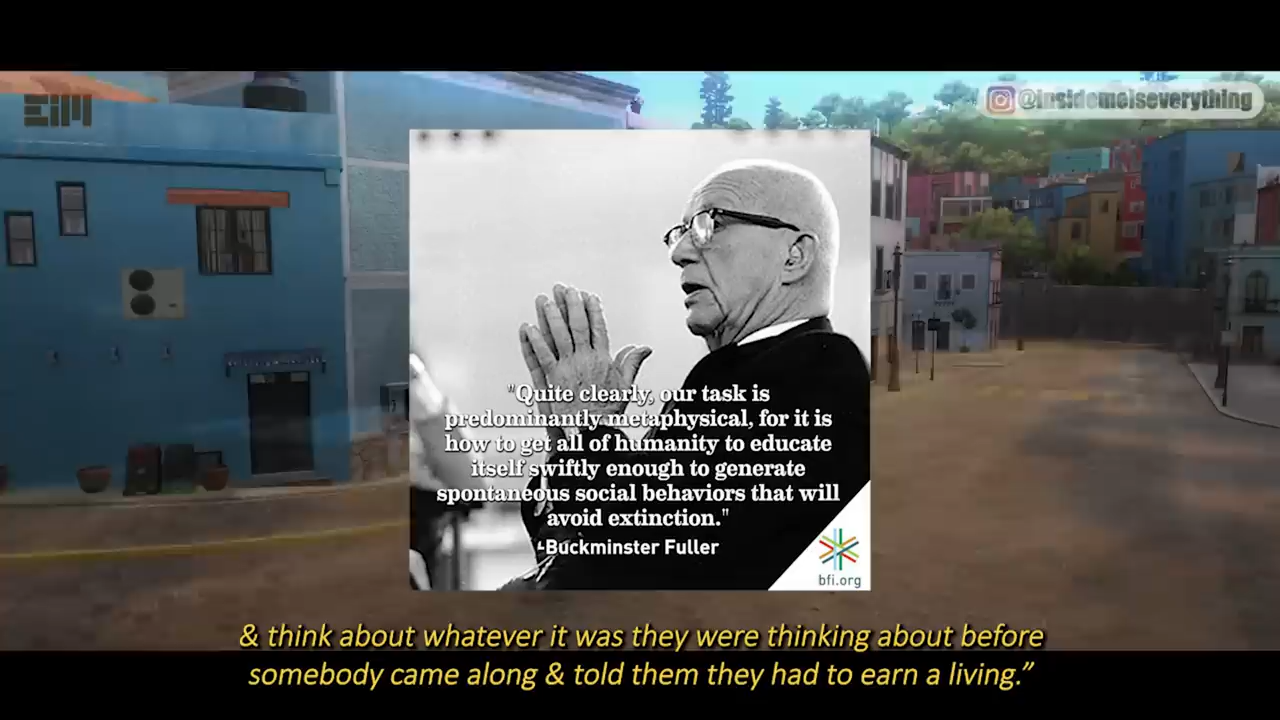 EIM
@insidemeiseverything
"Quite clearly, our task is
predominantly metaphysical, for it is
how to get all of humanity to educate
itself swiftly enough to generate
spontaneous social behaviors that will
avoid extinction."
-Buckminster Fuller
bfi.org
& think about whatever it was they were thinking about before
somebody came along & told them they had to earn a living.”